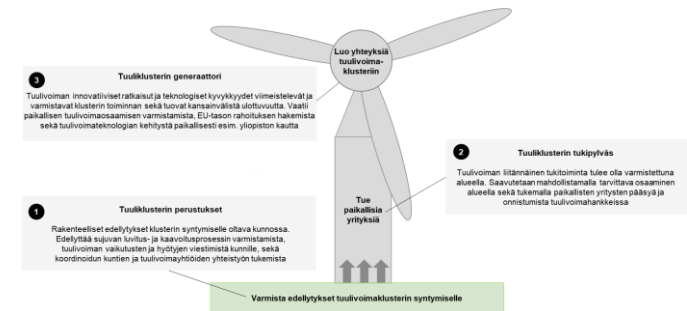 Luo yhteyksiä
tuulivoima-
klusteriin
3
Tuuliklusterin generaattori
Tuulivoiman innovatiiviset ratkaisut ja teknologiset kyvykkyydet viimeistelevät ja
varmistavat klusterin toiminnan sekä tuovat kansainvälistä ulottuvuutta. Vaatii
paikallisen tuulivoimaosaamisen varmistamista, EU-tason rahoituksen hakemista
sekä tuulivoimateknologian kehitystä paikallisesti esim. yliopiston kautta
2
Tuuliklusterin tukipylväs
Tuulivoiman liitännäinen tukitoiminta tulee olla varmistettuna
alueella. Saavutetaan mahdollistamalla tarvittava osaaminen
alueella sekä tukemalla paikallisten yritysten pääsyä ja
onnistumista tuulivoimahankkeissa
Tue
paikallisia
yrityksiä
1
Tuuliklusterin perustukset
Rakenteelliset edellytykset klusterin syntymiselle oltava kunnossa.
Edellyttää sujuvan luvitus- ja kaavoitusprosessin varmistamista,
tuulivoiman vaikutusten ja hyötyjen viestimistä kunnille, sekä
koordinoidun kuntien ja tuulivoimayhtiöiden yhteistyön tukemista
Varmista edellytykset tuulivoimaklusterin syntymiselle